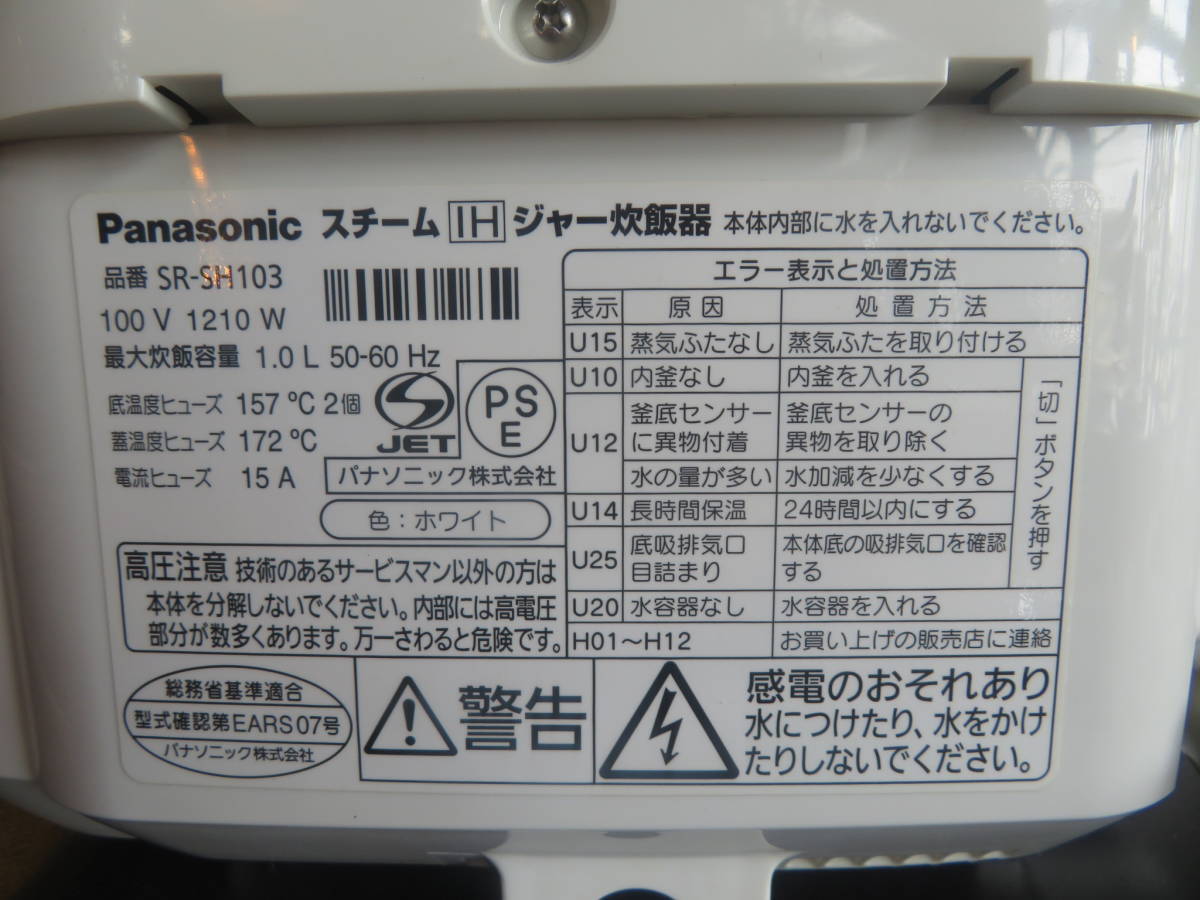 Panasonic スチーム IH ジャー炊飯器 本体内部に水を入れないでください。
品番 SR-SH103
100 V 1210 W
最大炊飯容量 1.0 L 50-60 Hz
底温度ヒューズ 157 ℃ 2個
蓋温度ヒューズ 172 ℃
電流ヒューズ 15 A
JET
PS
E
パナソニック株式会社
色:ホワイト
高圧注意 技術のあるサービスマン以外の方は
本体を分解しないでください。内部には高電圧
部分が数多くあります。万一さわると危険です。
エラー表示と処置方法
表示 原因 処置方法
U15 蒸気ふたなし 蒸気ふたを取り付ける
U10 内釜なし 内釜を入れる
U12 釜底センサー 釜底センサーの
に異物付着 異物を取り除く
水の量が多い 水加減を少なくする
U14 長時間保温 24時間以内にする
U25 底吸排気口 本体底の吸排気口を確認
目詰まり する
「切」ボタンを押す
U20 水容器なし 水容器を入れる
H01〜H12 お買い上げの販売店に連絡
総務省基準適合
型式確認第EARS07号
パナソニック株式会社
警告
感電のおそれあり
水につけたり、水をかけ
たりしないでください。